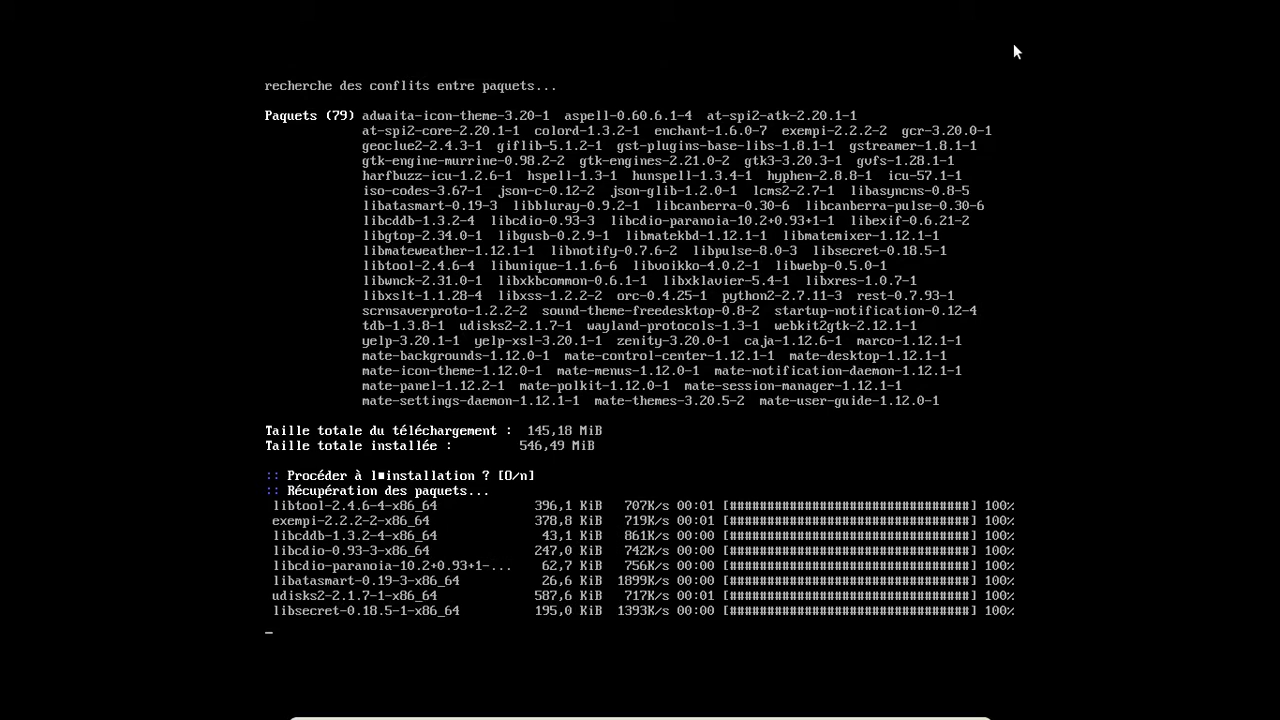 recherche des conflits entre paquets...
Paquets (79) adwaita-icon-theme-3.20-1 aspell-0.60.6.1-4 at-spi2-atk-2.20.1-1
at-spi2-core-2.20.1-1 colord-1.3.2-1 enchant-1.6.0-7 exempi-2.2.2-2 gcr-3.20.0-1
geoclue2-2.4.3-1 giflib-5.1.2-1 gst-plugins-base-libs-1.8.1-1 gstreamer-1.8.1-1
gtk-engine-murrine-0.98.2-2 gtk-engines-2.21.0-2 gtk3-3.20.3-1 gvfs-1.28.1-1
harfbuzz-icu-1.2.6-1 hspell-1.3-1 hunspell-1.3.4-1 hyphen-2.8.8-1 icu-57.1-1
iso-codes-3.67-1 json-c-0.12-2 json-glib-1.2.0-1 lcms2-2.7-1 libasyncns-0.8-5
libatasmart-0.19-3 libbluray-0.9.2-1 libcanberra-0.30-6 libcanberra-pulse-0.30-6
libcddb-1.3.2-4 libcdio-0.93-3 libcdio-paranoia-10.2+0.93+1-1 libexif-0.6.21-2
libgtop-2.34.0-1 libgusb-0.2.9-1 libmatekbd-1.12.1-1 libmatemixer-1.12.1-1
libmateweather-1.12.1-1 libnotify-0.7.6-2 libpulse-8.0-3 libsecret-0.18.5-1
libtool-2.4.6-4 libunique-1.1.6-6 libvoikko-4.0.2-1 libwebp-0.5.0-1
libwnck-2.31.0-1 libxkbcommon-0.6.1-1 libxklavier-5.4-1 libxres-1.0.7-1
libxslt-1.1.28-4 libxss-1.2.2-2 orc-0.4.25-1 python2-2.7.11-3 rest-0.7.93-1
scrnsaverproto-1.2.2-2 sound-theme-freedesktop-0.8-2 startup-notification-0.12-4
tdb-1.3.8-1 udisks2-2.1.7-1 wayland-protocols-1.3-1 webkit2gtk-2.12.1-1
yelp-3.20.1-1 yelp-xsl-3.20.1-1 zenity-3.20.0-1 caja-1.12.6-1 marco-1.12.1-1
mate-backgrounds-1.12.0-1 mate-control-center-1.12.1-1 mate-desktop-1.12.1-1
mate-icon-theme-1.12.0-1 mate-menus-1.12.0-1 mate-notification-daemon-1.12.1-1
mate-panel-1.12.2-1 mate-polkit-1.12.0-1 mate-session-manager-1.12.1-1
mate-settings-daemon-1.12.1-1 mate-themes-3.20.5-2 mate-user-guide-1.12.0-1
Taille totale du téléchargement : 145,18 MiB
Taille totale installée : 546,49 MiB
:: Procéder à l■installation ? [O/n]
:: Récupération des paquets...
libtool-2.4.6-4-x86_64 396,1 KiB 707K/s 00:01 [################################] 100%
exempi-2.2.2-2-x86_64 378,8 KiB 719K/s 00:01 [################################] 100%
libcddb-1.3.2-4-x86_64 43,1 KiB 861K/s 00:00 [################################] 100%
libcdio-0.93-3-x86_64 247,0 KiB 742K/s 00:00 [################################] 100%
libcdio-paranoia-10.2+0.93+1-... 62,7 KiB 756K/s 00:00 [################################] 100%
libatasmart-0.19-3-x86_64 26,6 KiB 1899K/s 00:00 [################################] 100%
udisks2-2.1.7-1-x86_64 587,6 KiB 717K/s 00:01 [################################] 100%
libsecret-0.18.5-1-x86_64 195,0 KiB 1393K/s 00:00 [################################] 100%